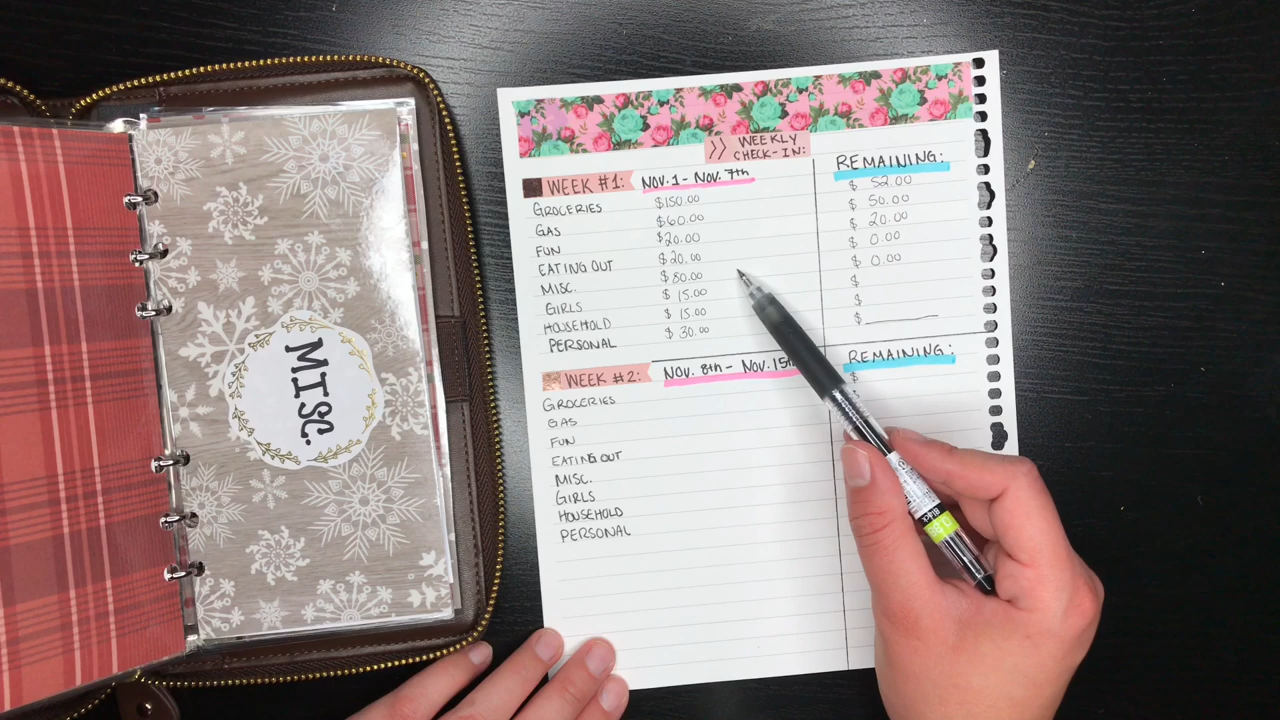 MISC.
WEEKLY
CHECK-IN:
WEEK #1: NOV. 1 - NOV. 7th REMAINING:
GROCERIES $150.00 $ 52.00
GAS $60.00 $ 50.00
FUN $20.00 $ 20.00
EATING OUT $20.00 $ 0.00
MISC. $80.00 $ 0.00
GIRLS $ 15.00 $
HOUSEHOLD $ 15.00 $
PERSONAL $ 30.00 $
WEEK #2: NOV. 8th - NOV. 15th REMAINING:
GROCERIES $
GAS
FUN
EATING OUT
MISC.
GIRLS
HOUSEHOLD
PERSONAL
Black